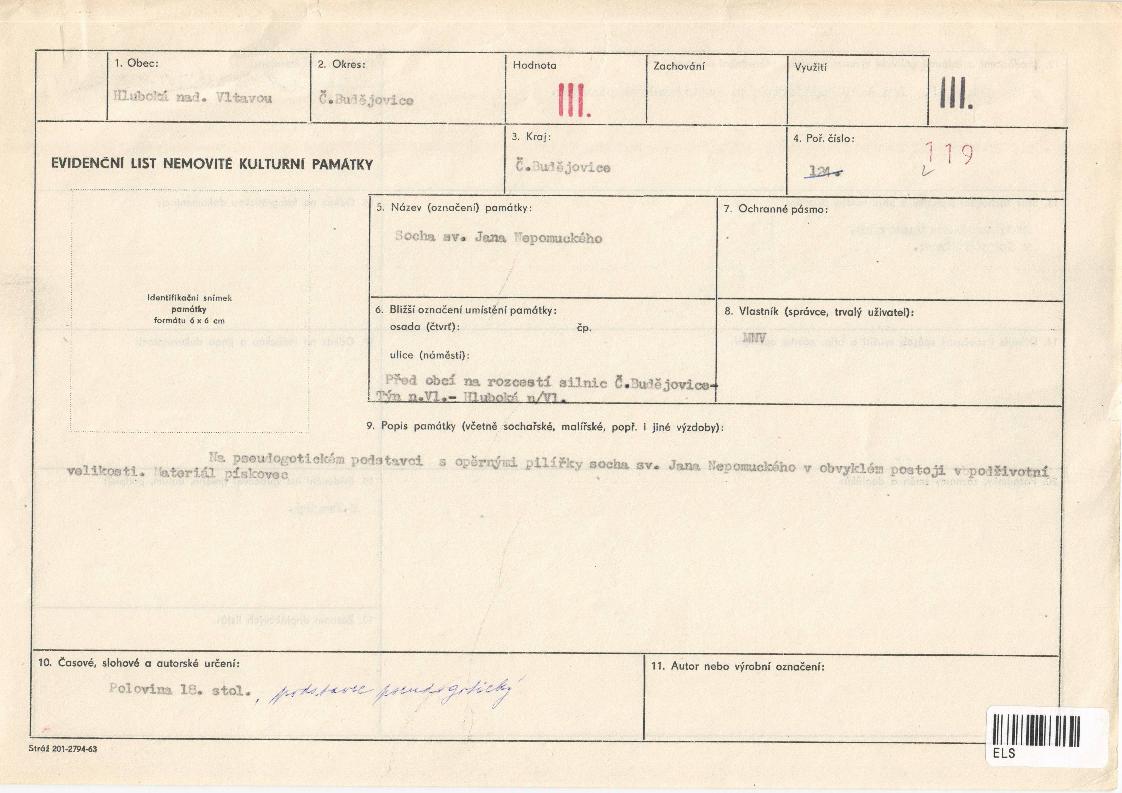 1. Obec:
Hluboká nad. Vltavou
2. Okres:
Č.Budějovice
Hodnota
III.
Zachování
Využití
III.
EVIDENČNÍ LIST NEMOVITÉ KULTURNÍ PAMÁTKY
3. Kraj:
Č.Budějovice
4. Poř. číslo:
121.
119
Identifikační snímek
památky
formátu 6 x 6 cm
5. Název (označení) památky:
Socha sv. Jana Nepomuckého
7. Ochranné pásmo:
6. Bližší označení umístění památky:
osada (čtvrť): čp.
ulice (náměstí):
Před obcí na rozcestí silnic Č.Budějovice-
Týn n.Vl.- Hluboká n/Vl.
8. Vlastník (správce, trvalý uživatel):
MNV
9. Popis památky (včetně sochařské, malířské, popř. i jiné výzdoby):
Na pseudogotickém podstavci s opěrnými pilířky socha sv. Jana Nepomuckého v obvyklém postoji v podživotní
velikosti. Materiál pískovec
10. Časové, slohové a autorské určení:
Polovina 18. stol., podstavec pseudogotický
11. Autor nebo výrobní označení:
Stráž 201-2794-63
ELS